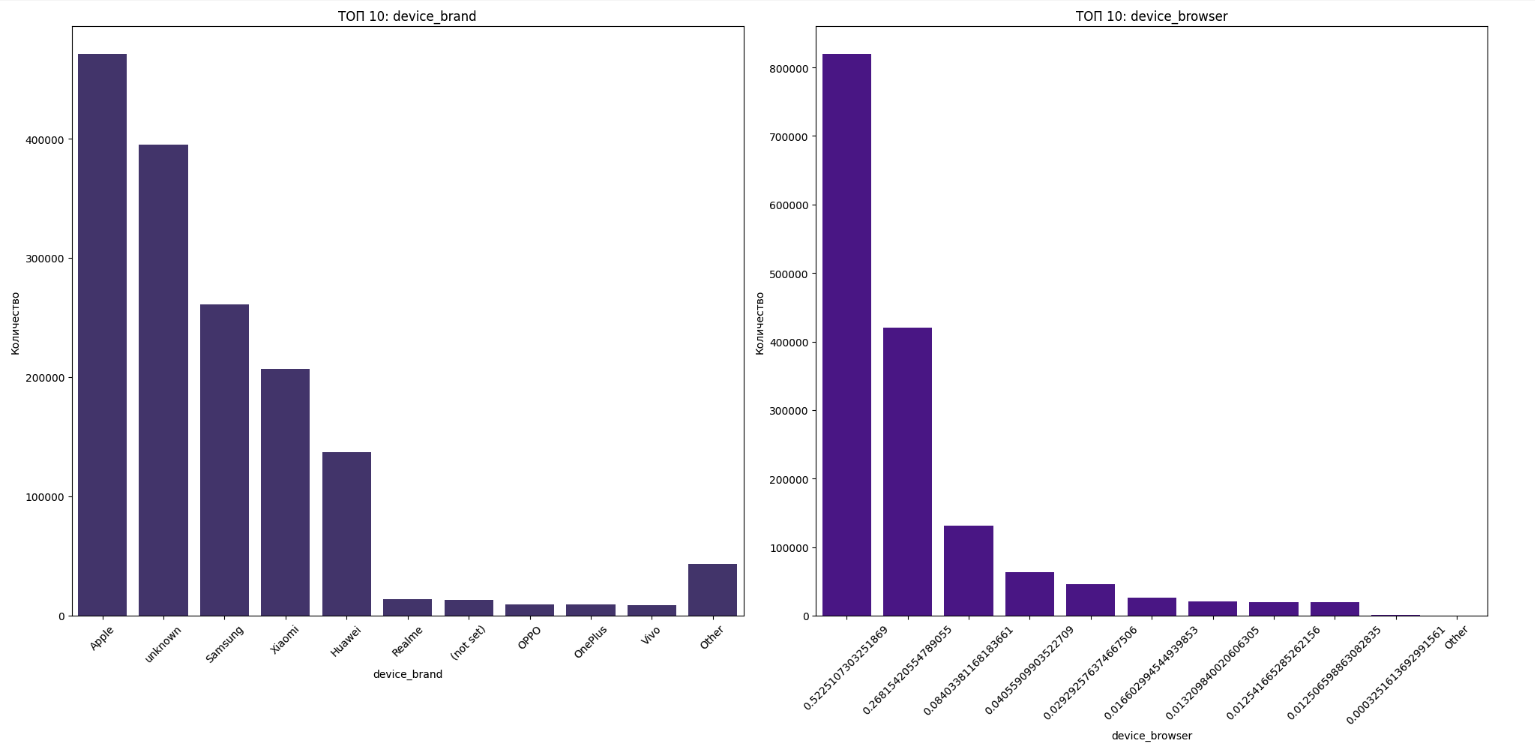 ТОП 10: device_brand
Количество
400000
300000
200000
100000
0
Apple
unknown
Samsung
Xiaomi
Huawei
Realme
(not set)
OPPO
OnePlus
Vivo
Other
device_brand
ТОП 10: device_browser
Количество
800000
700000
600000
500000
400000
300000
200000
100000
0
0.5225107303251869
0.26815420554789055
0.08403381168183661
0.04055909903522709
0.029292576374667506
0.016602994544939853
0.013209840020606305
0.012541665285262156
0.012506598863082835
0.0003251613692991561
Other
device_browser